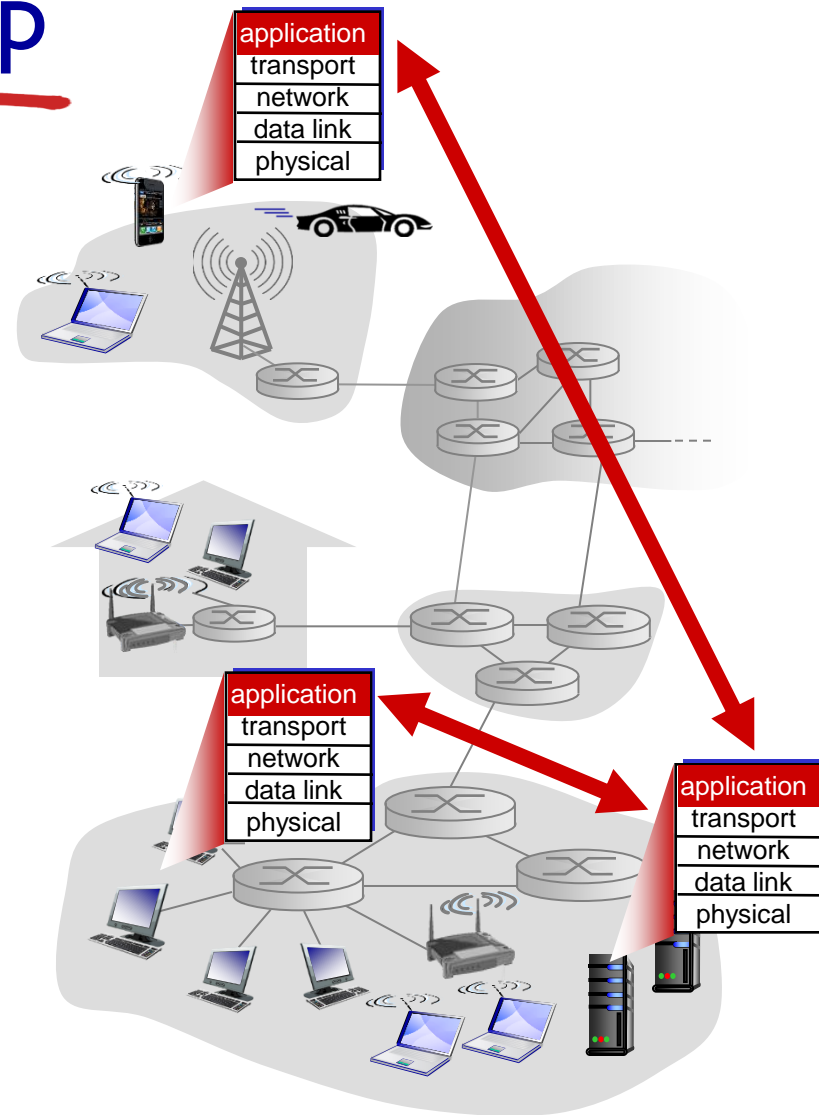 p
application
transport
network
data link
physical
application
transport
network
data link
physical
application
transport
network
data link
physical